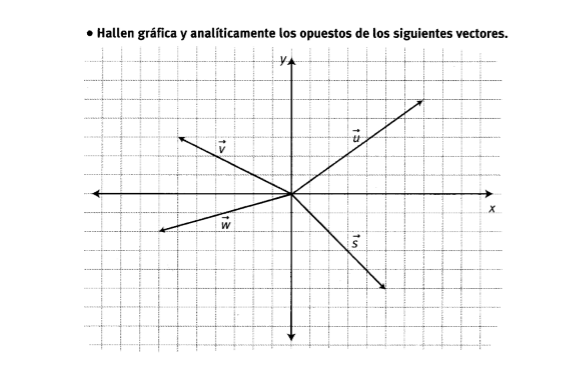 • Hallen gráfica y analíticamente los opuestos de los siguientes vectores.
y
u
v
x
w
s